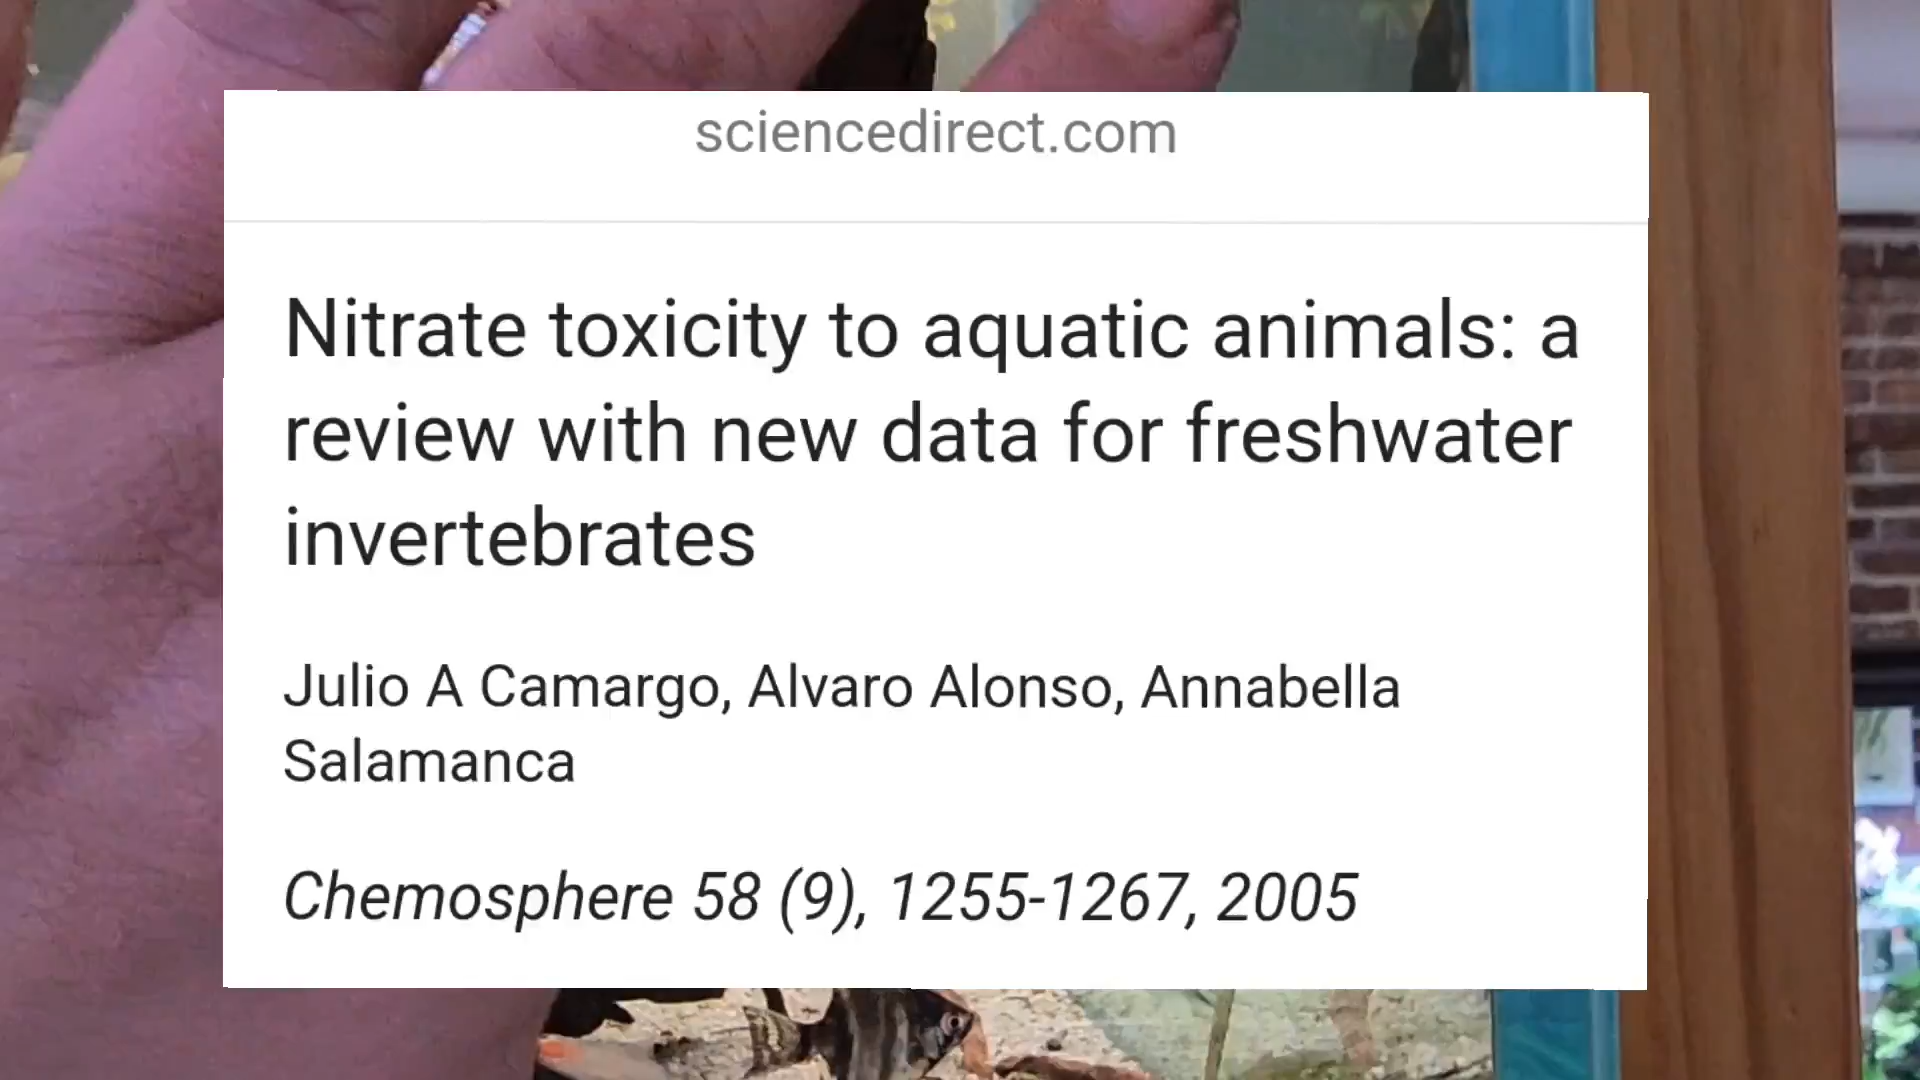 sciencedirect.com
Nitrate toxicity to aquatic animals: a
review with new data for freshwater
invertebrates
Julio A Camargo, Alvaro Alonso, Annabella
Salamanca
Chemosphere 58 (9), 1255-1267, 2005